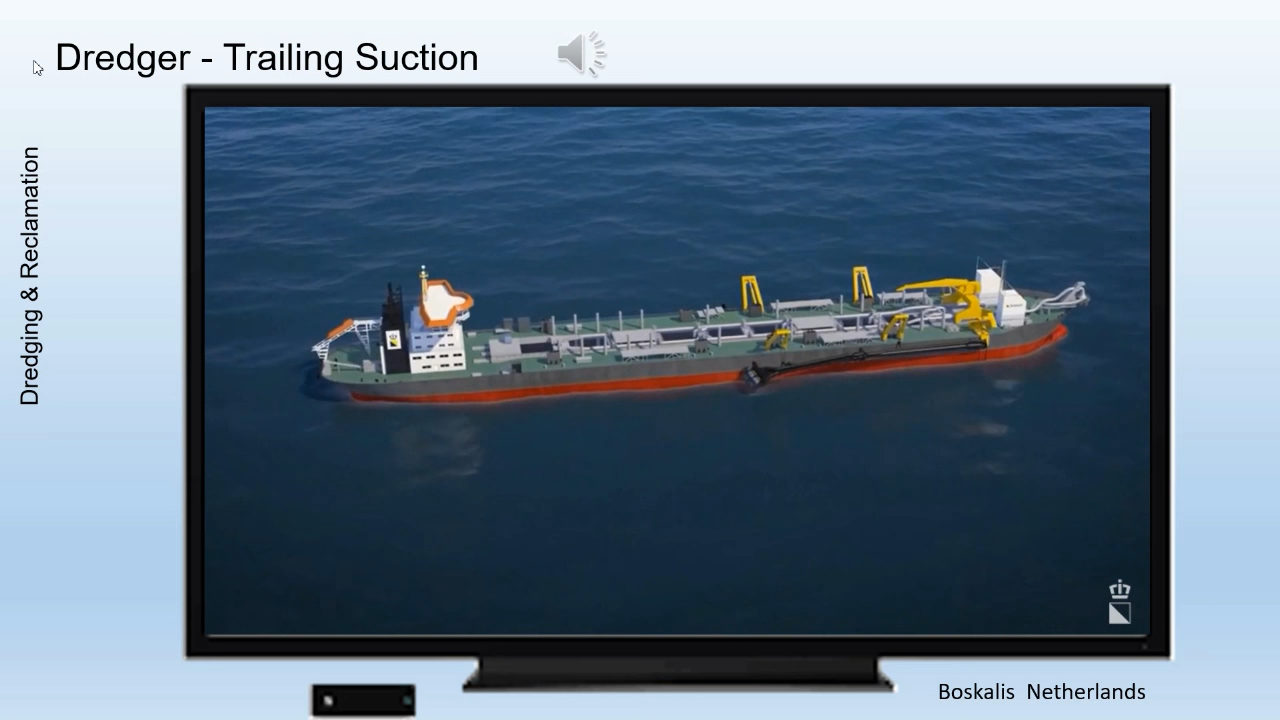 Dredger - Trailing Suction
Dredging & Reclamation
Boskalis Netherlands